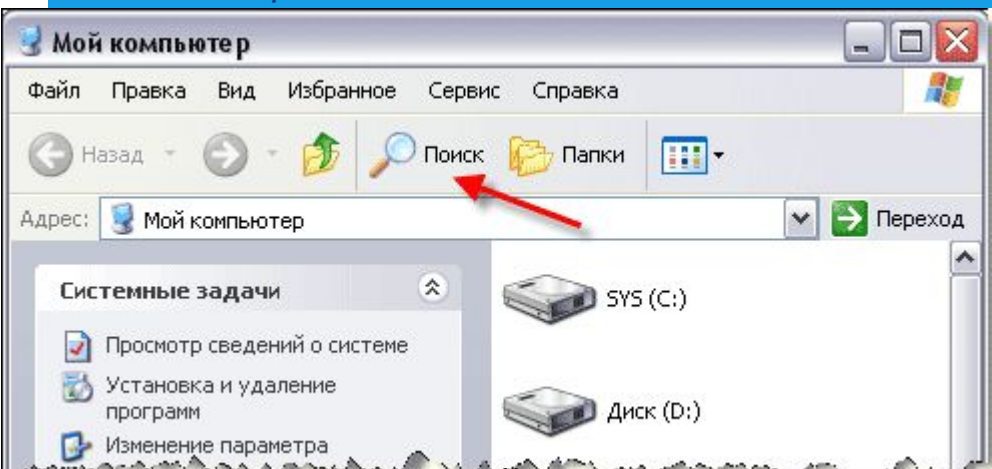 Мой компьютер
Файл Правка Вид Избранное Сервис Справка
Назад Поиск Папки
Адрес: Мой компьютер Переход
Системные задачи
SYS (C:)
Просмотр сведений о системе
Установка и удаление
программ
Диск (D:)
Изменение параметра